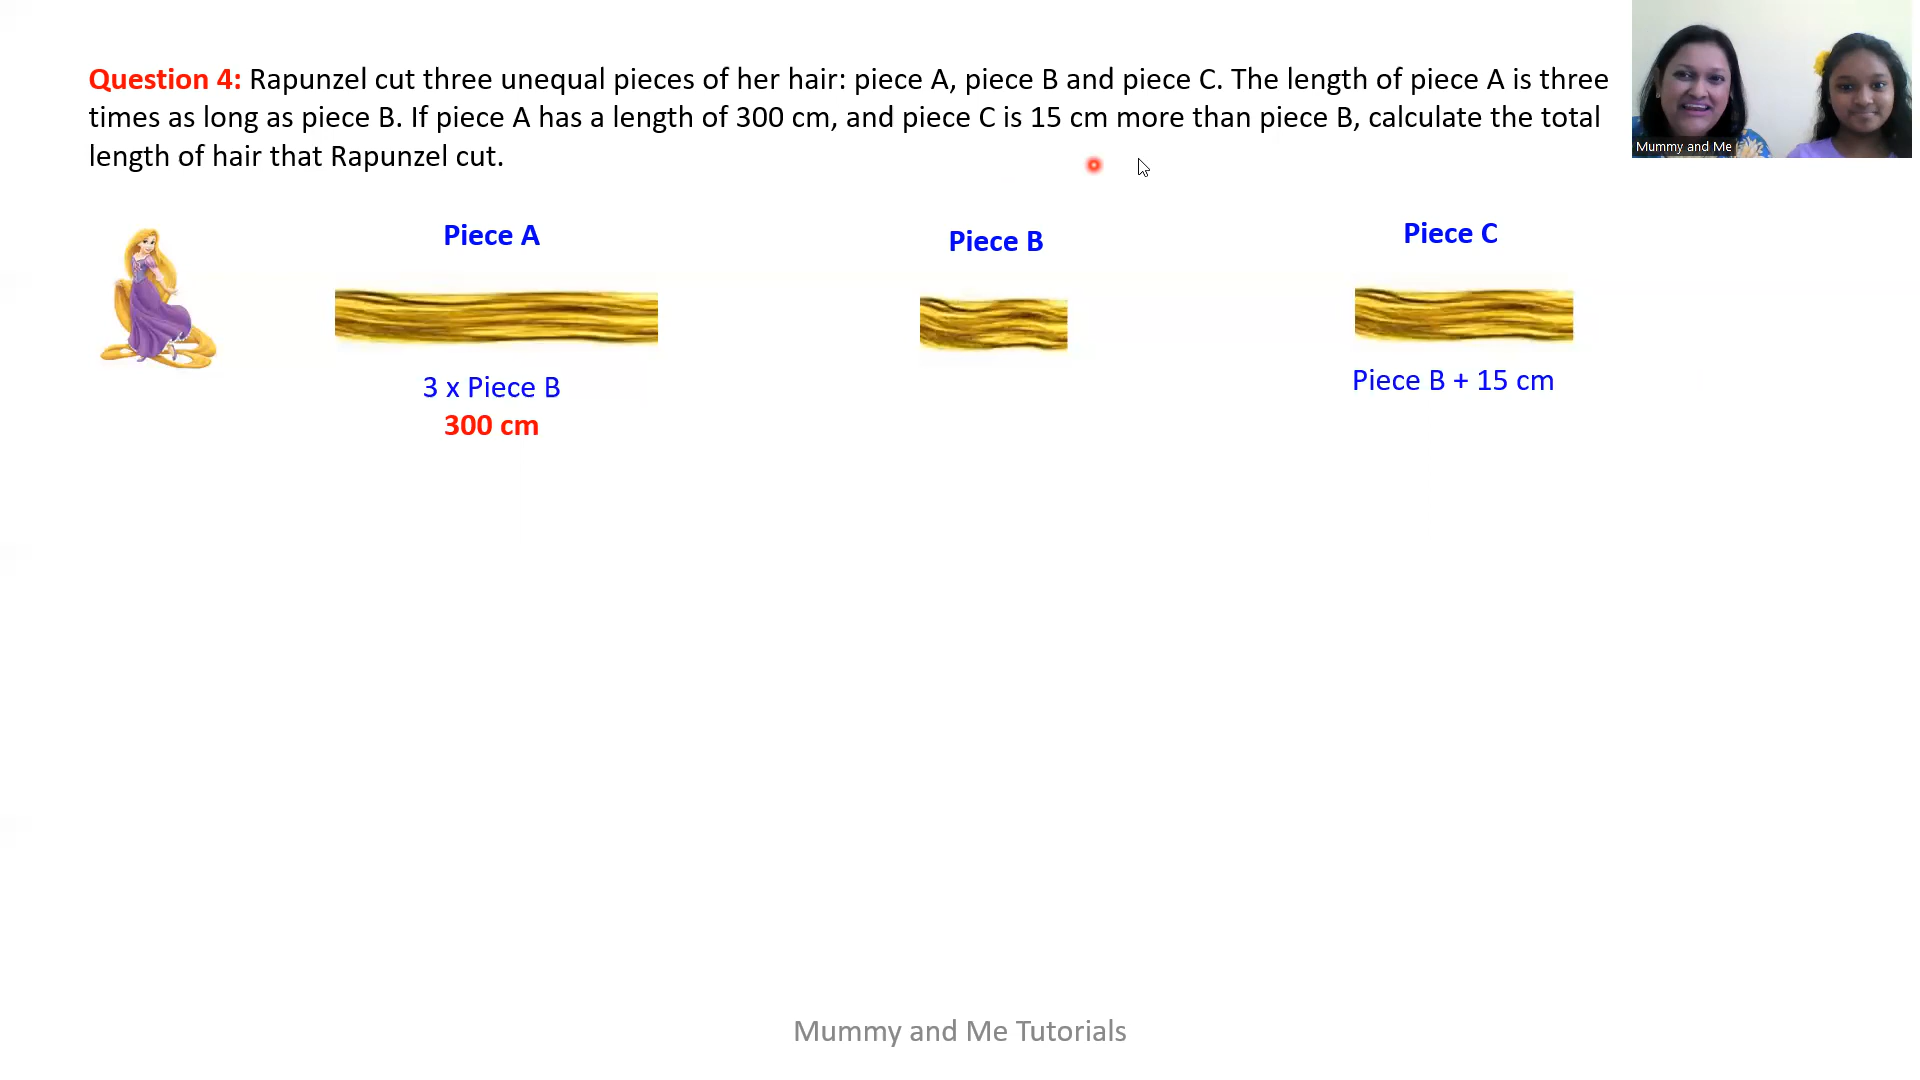 Question 4: Rapunzel cut three unequal pieces of her hair: piece A, piece B and piece C. The length of piece A is three
times as long as piece B. If piece A has a length of 300 cm, and piece C is 15 cm more than piece B, calculate the total
length of hair that Rapunzel cut.
Mummy and Me
Piece A
Piece B
Piece C
3 x Piece B
300 cm
Piece B + 15 cm
Mummy and Me Tutorials